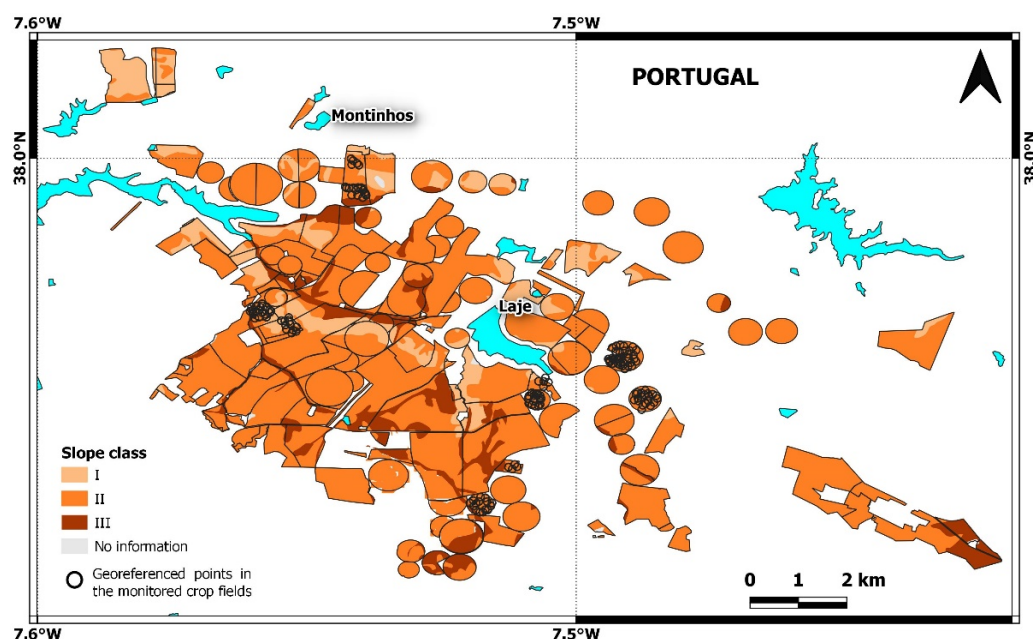 7.6°W
7.5°W
PORTUGAL
Montinhos
38.0°N
38.0°N
Laje
Slope class
I
II
III
No information
Georeferenced points in
the monitored crop fields
0 1 2 km
7.6°W
7.5°W